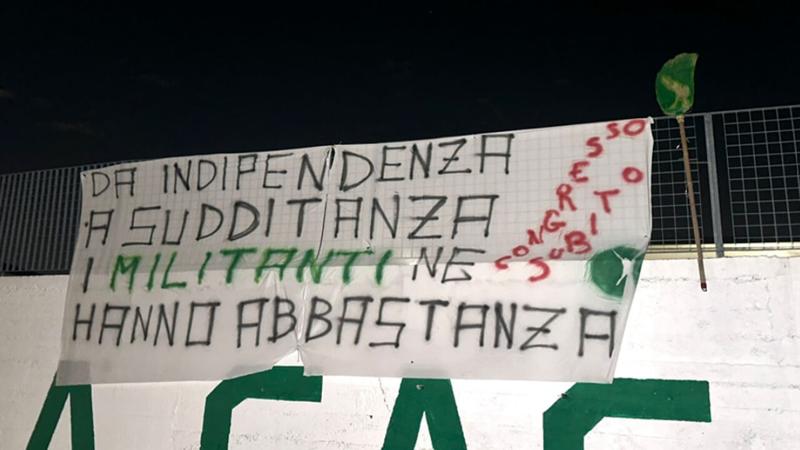 DA INDIPENDENZA
A SUDDITANZA
I MILITANTI NE
HANNO ABBASTANZA
CONGRESSO
SUBITO